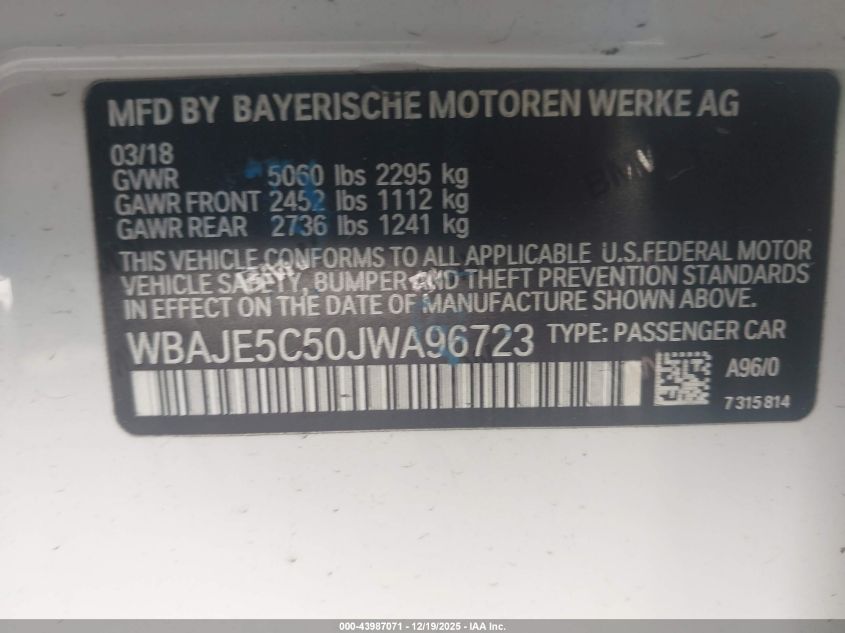 MFD BY BAYERISCHE MOTOREN WERKE AG
03/18
GVWR 5060 lbs 2295 kg
GAWR FRONT 2452 lbs 1112 kg
GAWR REAR 2736 lbs 1241 kg
THIS VEHICLE CONFORMS TO ALL APPLICABLE U.S.FEDERAL MOTOR
VEHICLE SAFETY, BUMPER AND THEFT PREVENTION STANDARDS
IN EFFECT ON THE DATE OF MANUFACTURE SHOWN ABOVE.
WBAJE5C50JWA96723 TYPE: PASSENGER CAR
A96/0
7 315 814
000-43987071 | 12/19/2025 - IAA Inc.